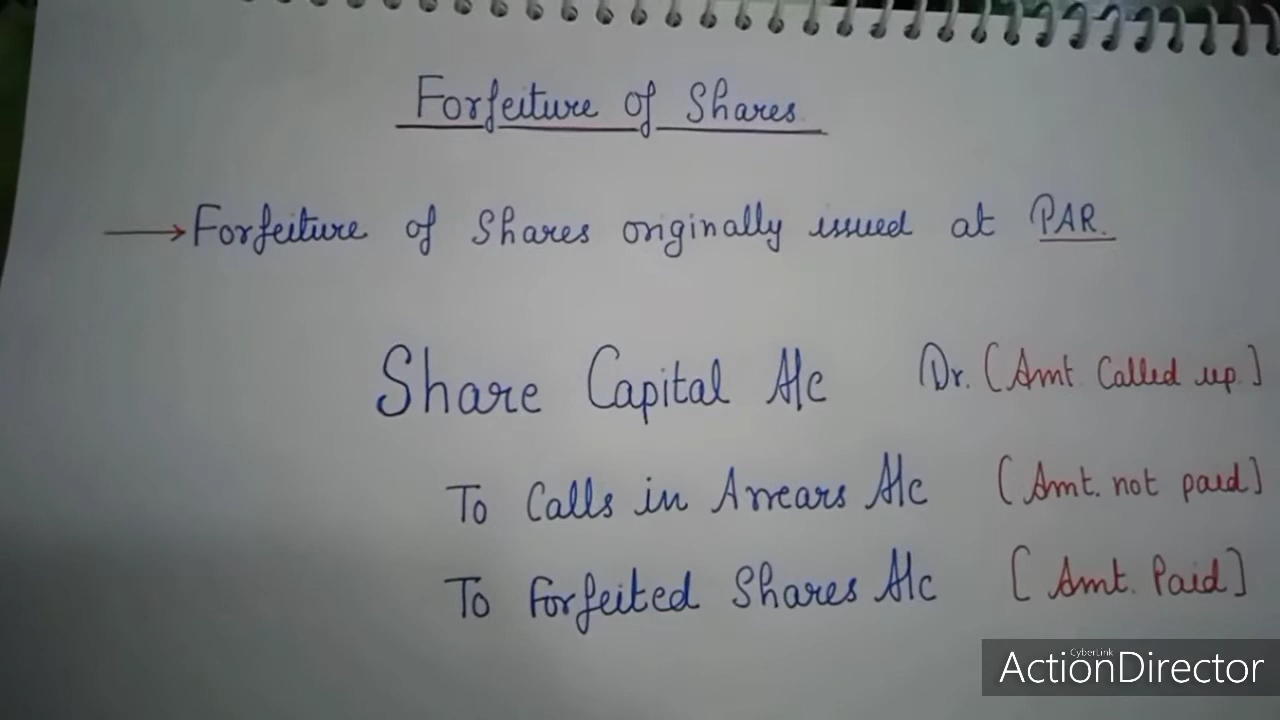 Forfeiture of Shares
→ Forfeiture of Shares originally issued at PAR.
Share Capital A/c Dr. [Amt Called up]
To Calls in Arrears A/c [Amt. not paid]
To Forfeited Shares A/c [Amt. Paid]
CyberLink
ActionDirector